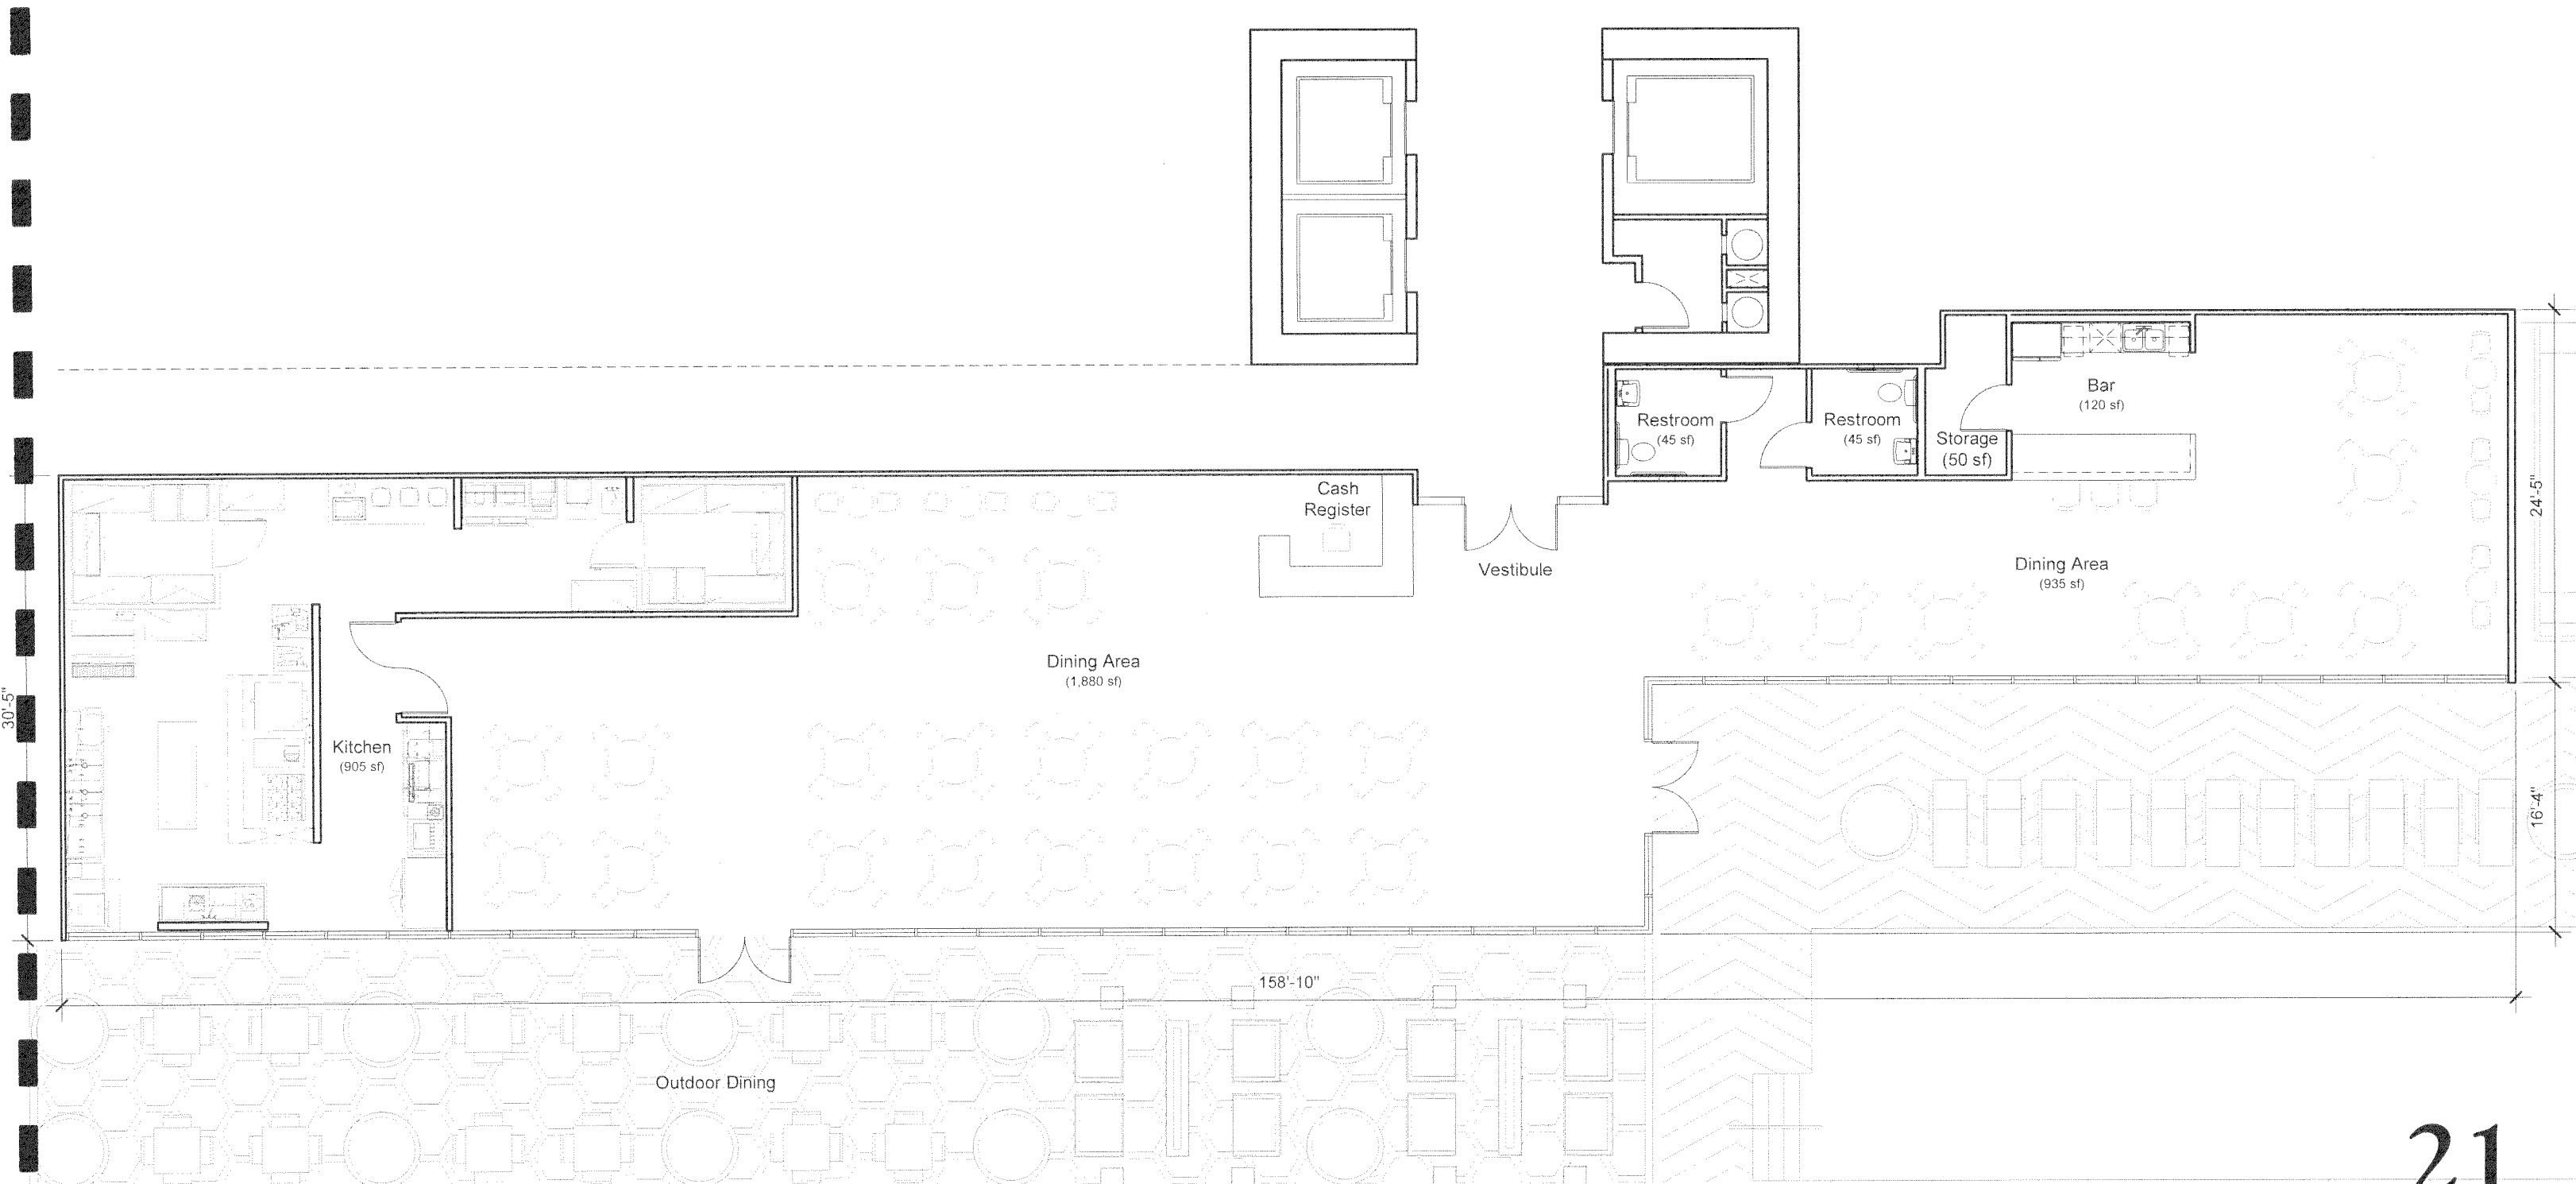 Cash
Register
Vestibule
Restroom
(45 sf)
Restroom
(45 sf)
Storage
(50 sf)
Bar
(120 sf)
24'-5"
Dining Area
(935 sf)
Dining Area
(1,880 sf)
30'-5"
Kitchen
(905 sf)
16'-4"
158'-10"
Outdoor Dining
21